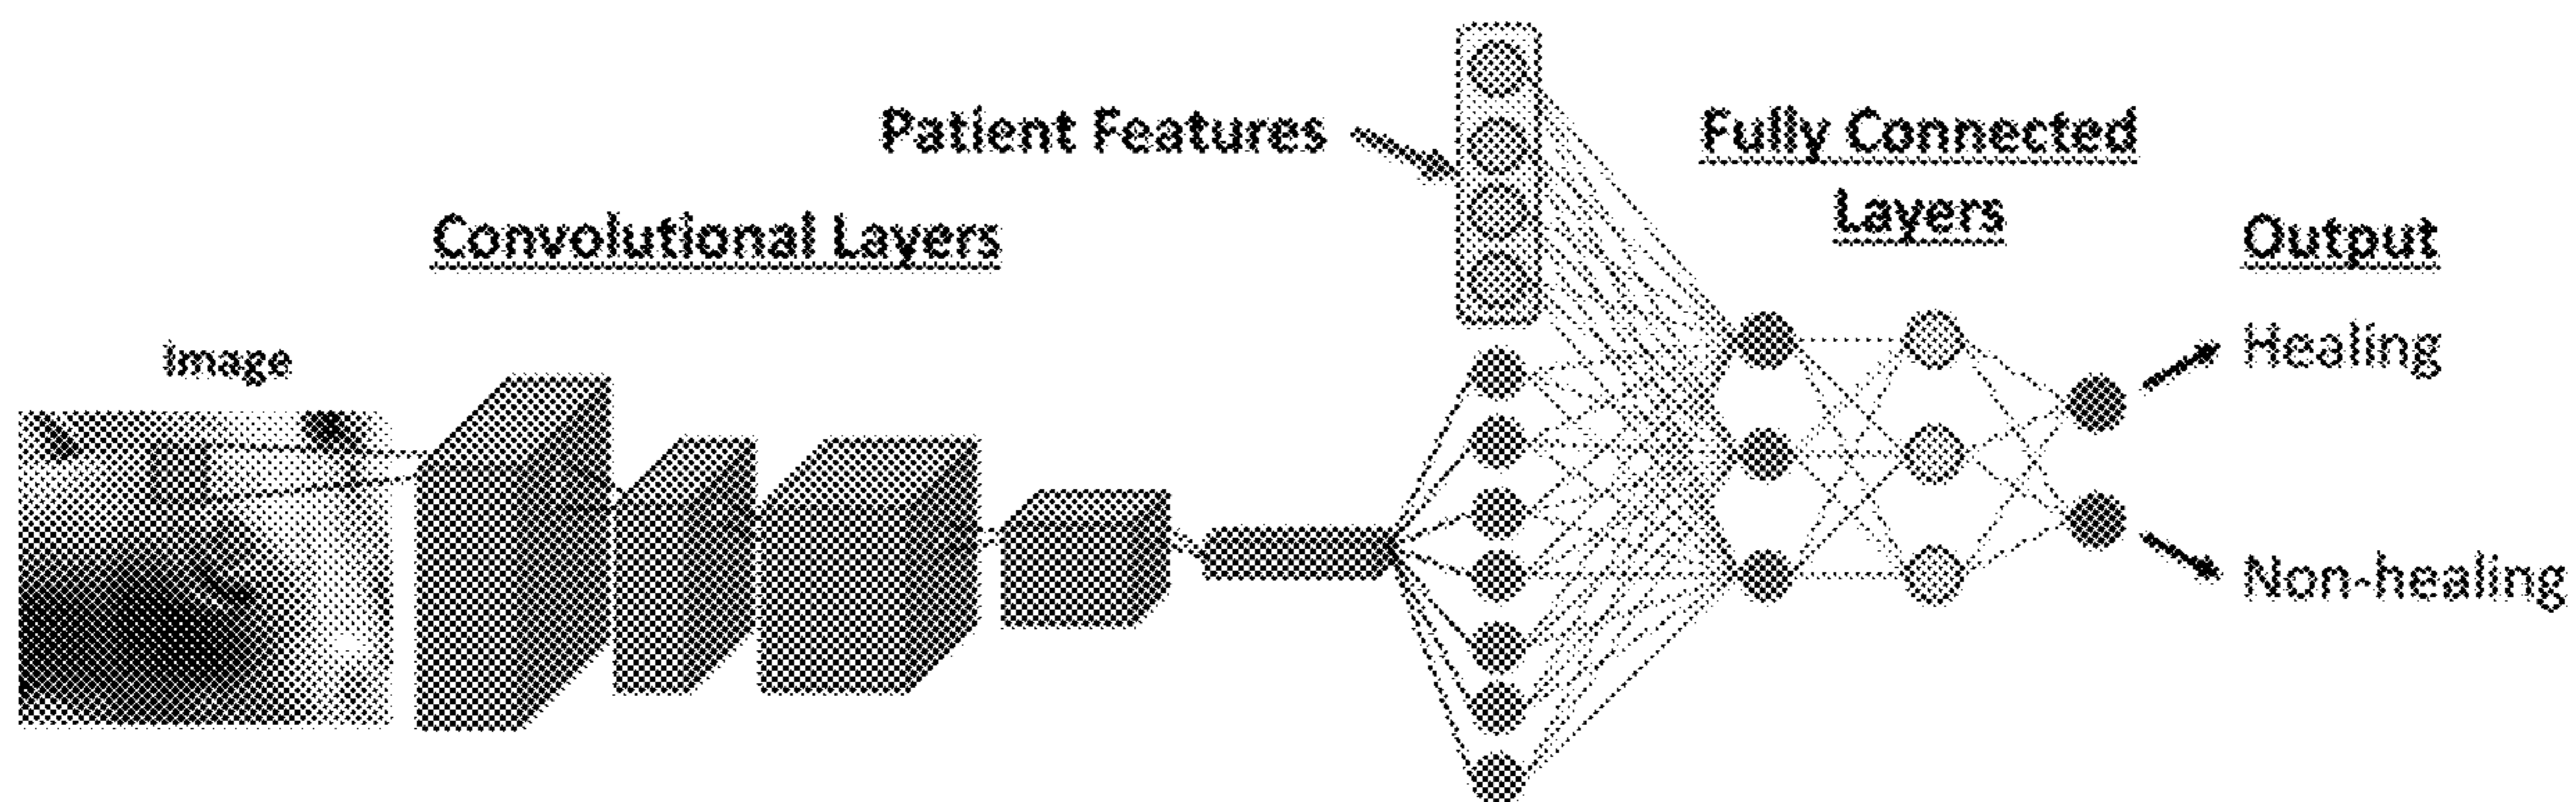 Patient Features
Fully Connected
Layers
Convolutional Layers
Output
Image
Healing
Non-healing